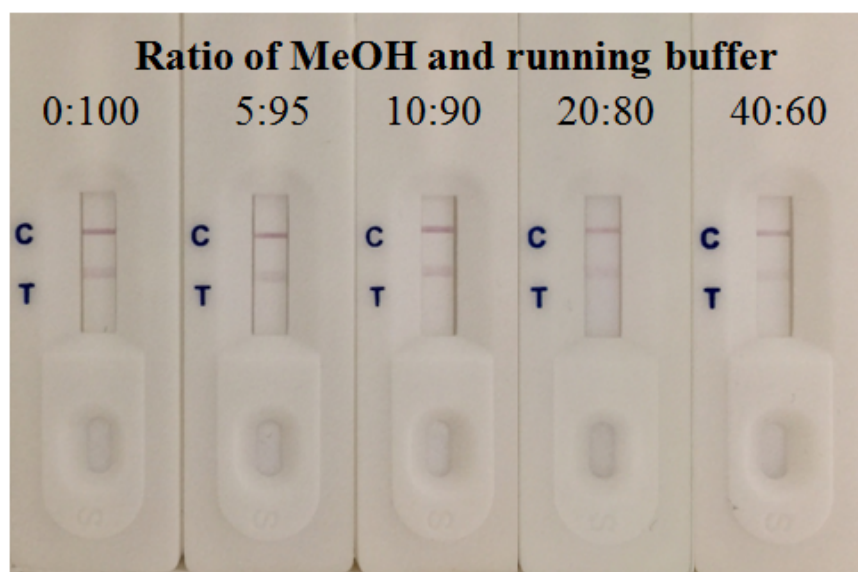 Ratio of MeOH and running buffer
0:100 5:95 10:90 20:80 40:60
C C C C C
T T T T T
S S S S S